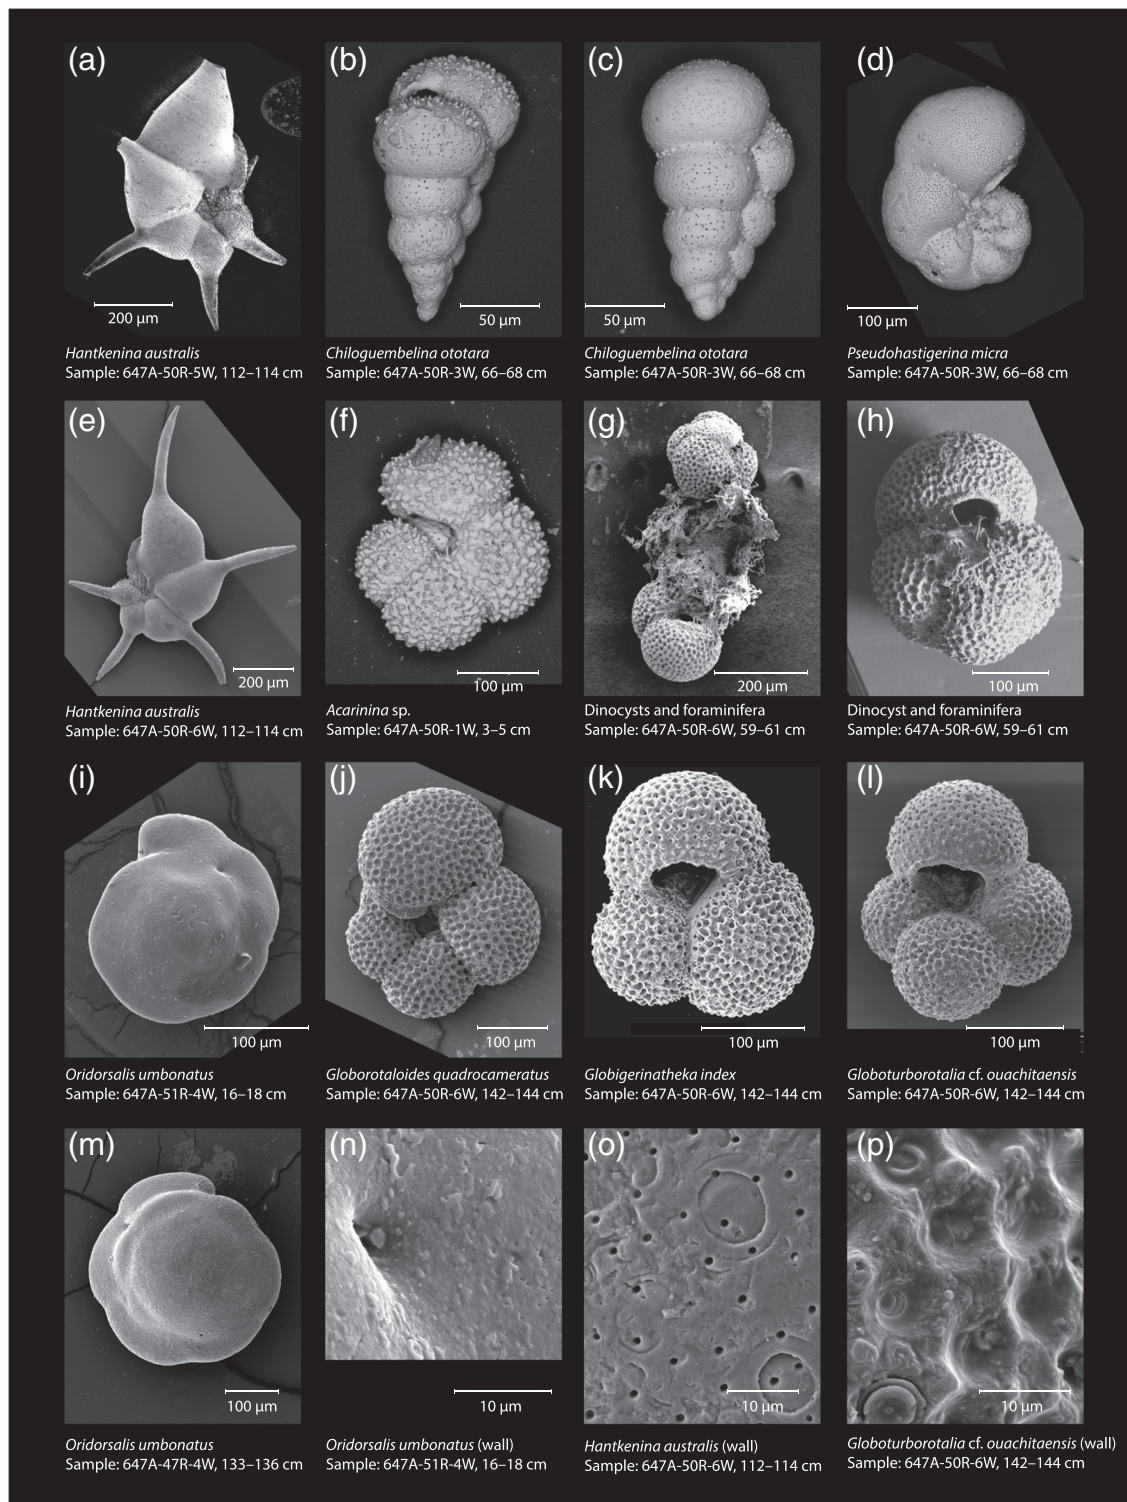 (a)
200 µm
Hantkenina australis
Sample: 647A-50R-5W, 112–114 cm
(b)
50 µm
Chiloguembelina ototara
Sample: 647A-50R-3W, 66–68 cm
(c)
50 µm
Chiloguembelina ototara
Sample: 647A-50R-3W, 66–68 cm
(d)
100 µm
Pseudohastigerina micra
Sample: 647A-50R-3W, 66–68 cm
(e)
200 µm
Hantkenina australis
Sample: 647A-50R-6W, 112–114 cm
(f)
100 µm
Acarinina sp.
Sample: 647A-50R-1W, 3–5 cm
(g)
200 µm
Dinocysts and foraminifera
Sample: 647A-50R-6W, 59–61 cm
(h)
100 µm
Dinocyst and foraminifera
Sample: 647A-50R-6W, 59–61 cm
(i)
100 µm
Oridorsalis umbonatus
Sample: 647A-51R-4W, 16–18 cm
(j)
100 µm
Globorotaloides quadrocameratus
Sample: 647A-50R-6W, 142–144 cm
(k)
100 µm
Globigerinatheka index
Sample: 647A-50R-6W, 142–144 cm
(l)
100 µm
Globoturborotalia cf. ouachitaensis
Sample: 647A-50R-6W, 142–144 cm
(m)
100 µm
Oridorsalis umbonatus
Sample: 647A-47R-4W, 133–136 cm
(n)
10 µm
Oridorsalis umbonatus (wall)
Sample: 647A-51R-4W, 16–18 cm
(o)
10 µm
Hantkenina australis (wall)
Sample: 647A-50R-6W, 112–114 cm
(p)
10 µm
Globoturborotalia cf. ouachitaensis (wall)
Sample: 647A-50R-6W, 142–144 cm